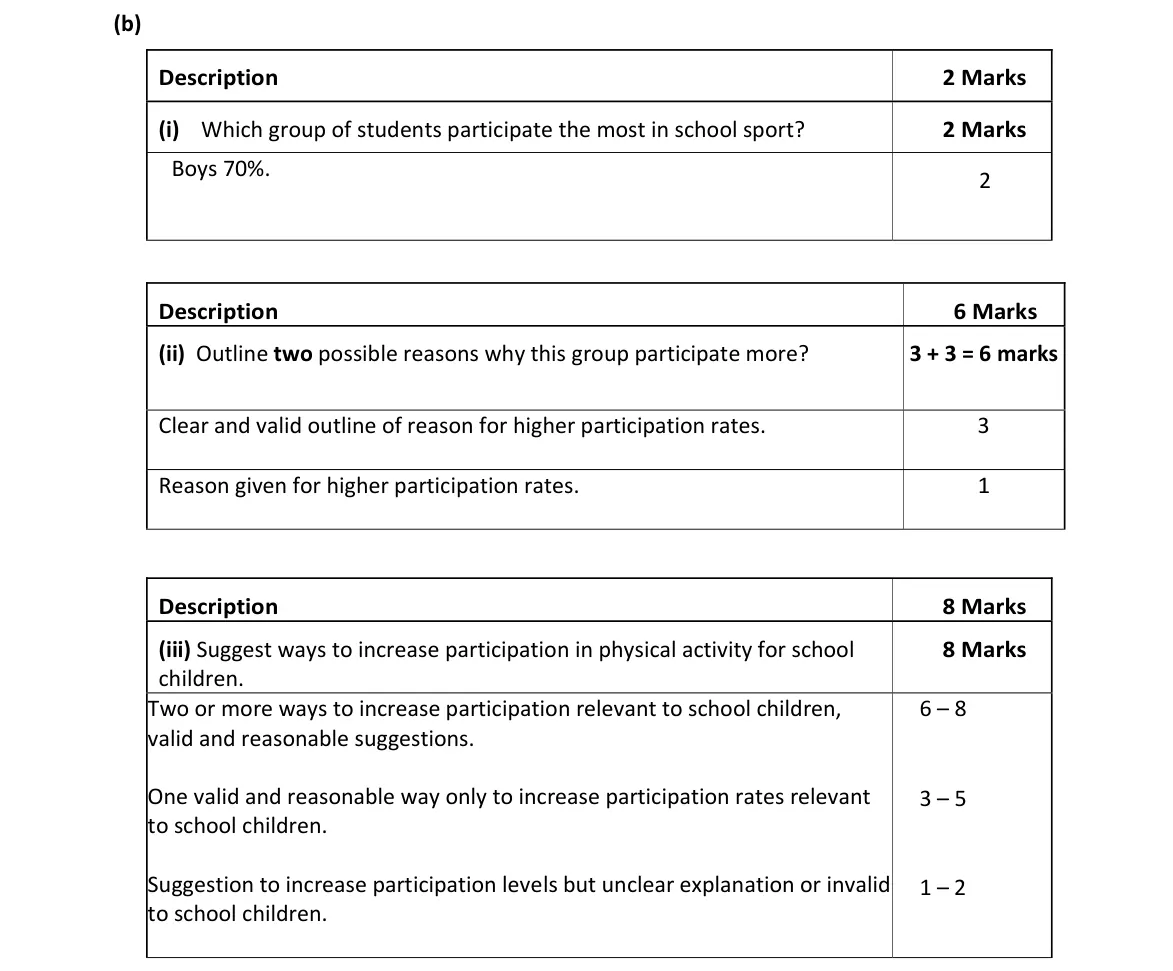 (b)
Description 2 Marks
(i) Which group of students participate the most in school sport? 2 Marks
Boys 70%. 2
Description 6 Marks
(ii) Outline two possible reasons why this group participate more? 3 + 3 = 6 marks
Clear and valid outline of reason for higher participation rates. 3
Reason given for higher participation rates. 1
Description 8 Marks
(iii) Suggest ways to increase participation in physical activity for school 8 Marks
children.
Two or more ways to increase participation relevant to school children, 6 – 8
valid and reasonable suggestions.
One valid and reasonable way only to increase participation rates relevant 3 – 5
to school children.
Suggestion to increase participation levels but unclear explanation or invalid 1 – 2
to school children.